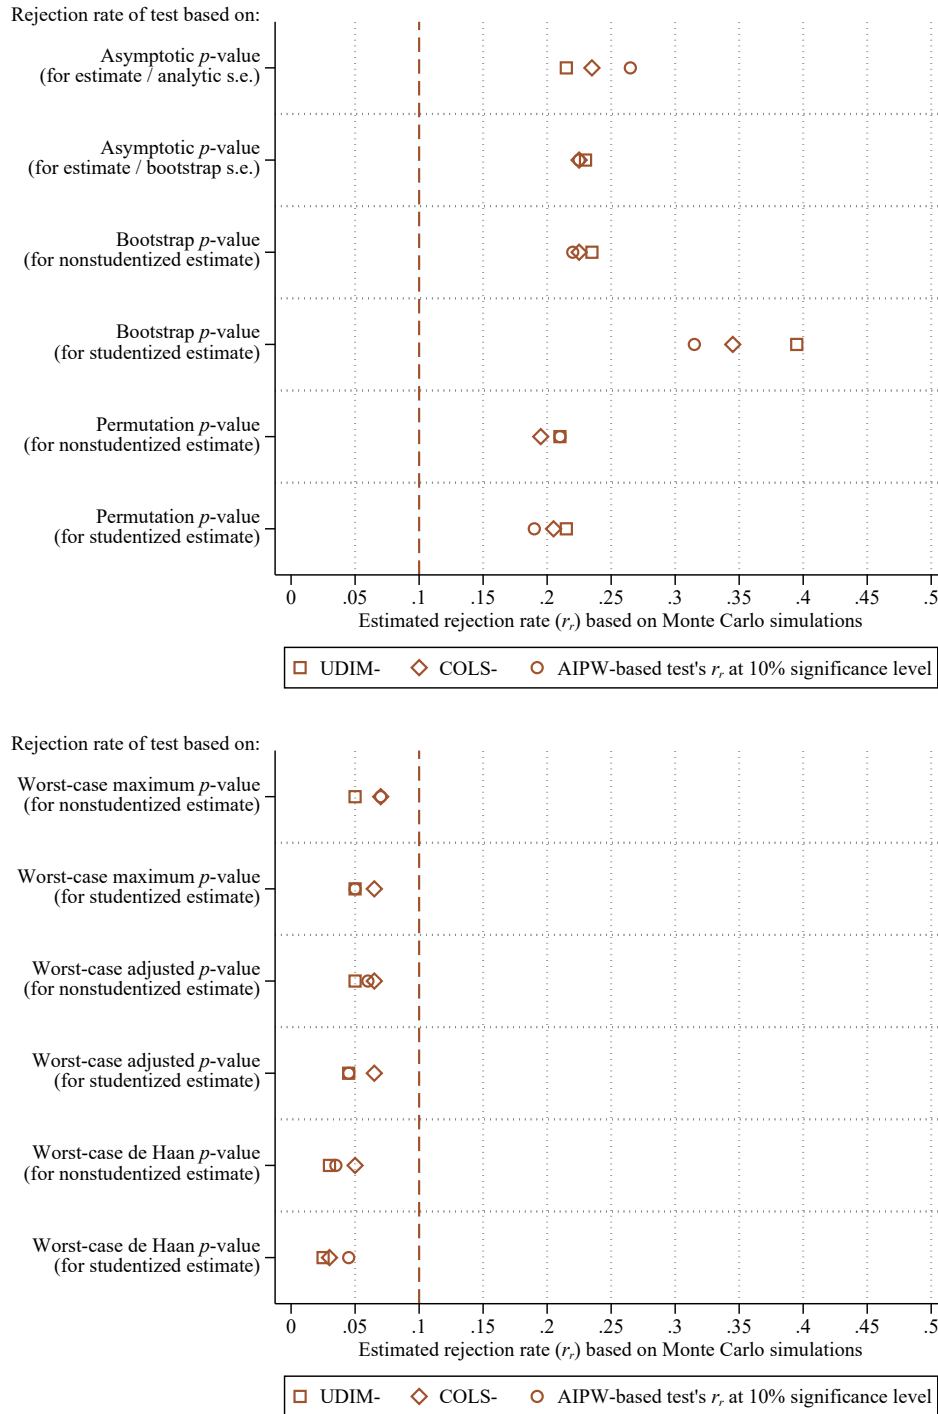 Rejection rate of test based on:
Asymptotic p-value
(for estimate / analytic s.e.)
Asymptotic p-value
(for estimate / bootstrap s.e.)
Bootstrap p-value
(for nonstudentized estimate)
Bootstrap p-value
(for studentized estimate)
Permutation p-value
(for nonstudentized estimate)
Permutation p-value
(for studentized estimate)
0 .05 .1 .15 .2 .25 .3 .35 .4 .45 .5
Estimated rejection rate (r_r) based on Monte Carlo simulations
UDIM- COLS- AIPW-based test's r_r at 10% significance level
Rejection rate of test based on:
Worst-case maximum p-value
(for nonstudentized estimate)
Worst-case maximum p-value
(for studentized estimate)
Worst-case adjusted p-value
(for nonstudentized estimate)
Worst-case adjusted p-value
(for studentized estimate)
Worst-case de Haan p-value
(for nonstudentized estimate)
Worst-case de Haan p-value
(for studentized estimate)
0 .05 .1 .15 .2 .25 .3 .35 .4 .45 .5
Estimated rejection rate (r_r) based on Monte Carlo simulations
UDIM- COLS- AIPW-based test's r_r at 10% significance level